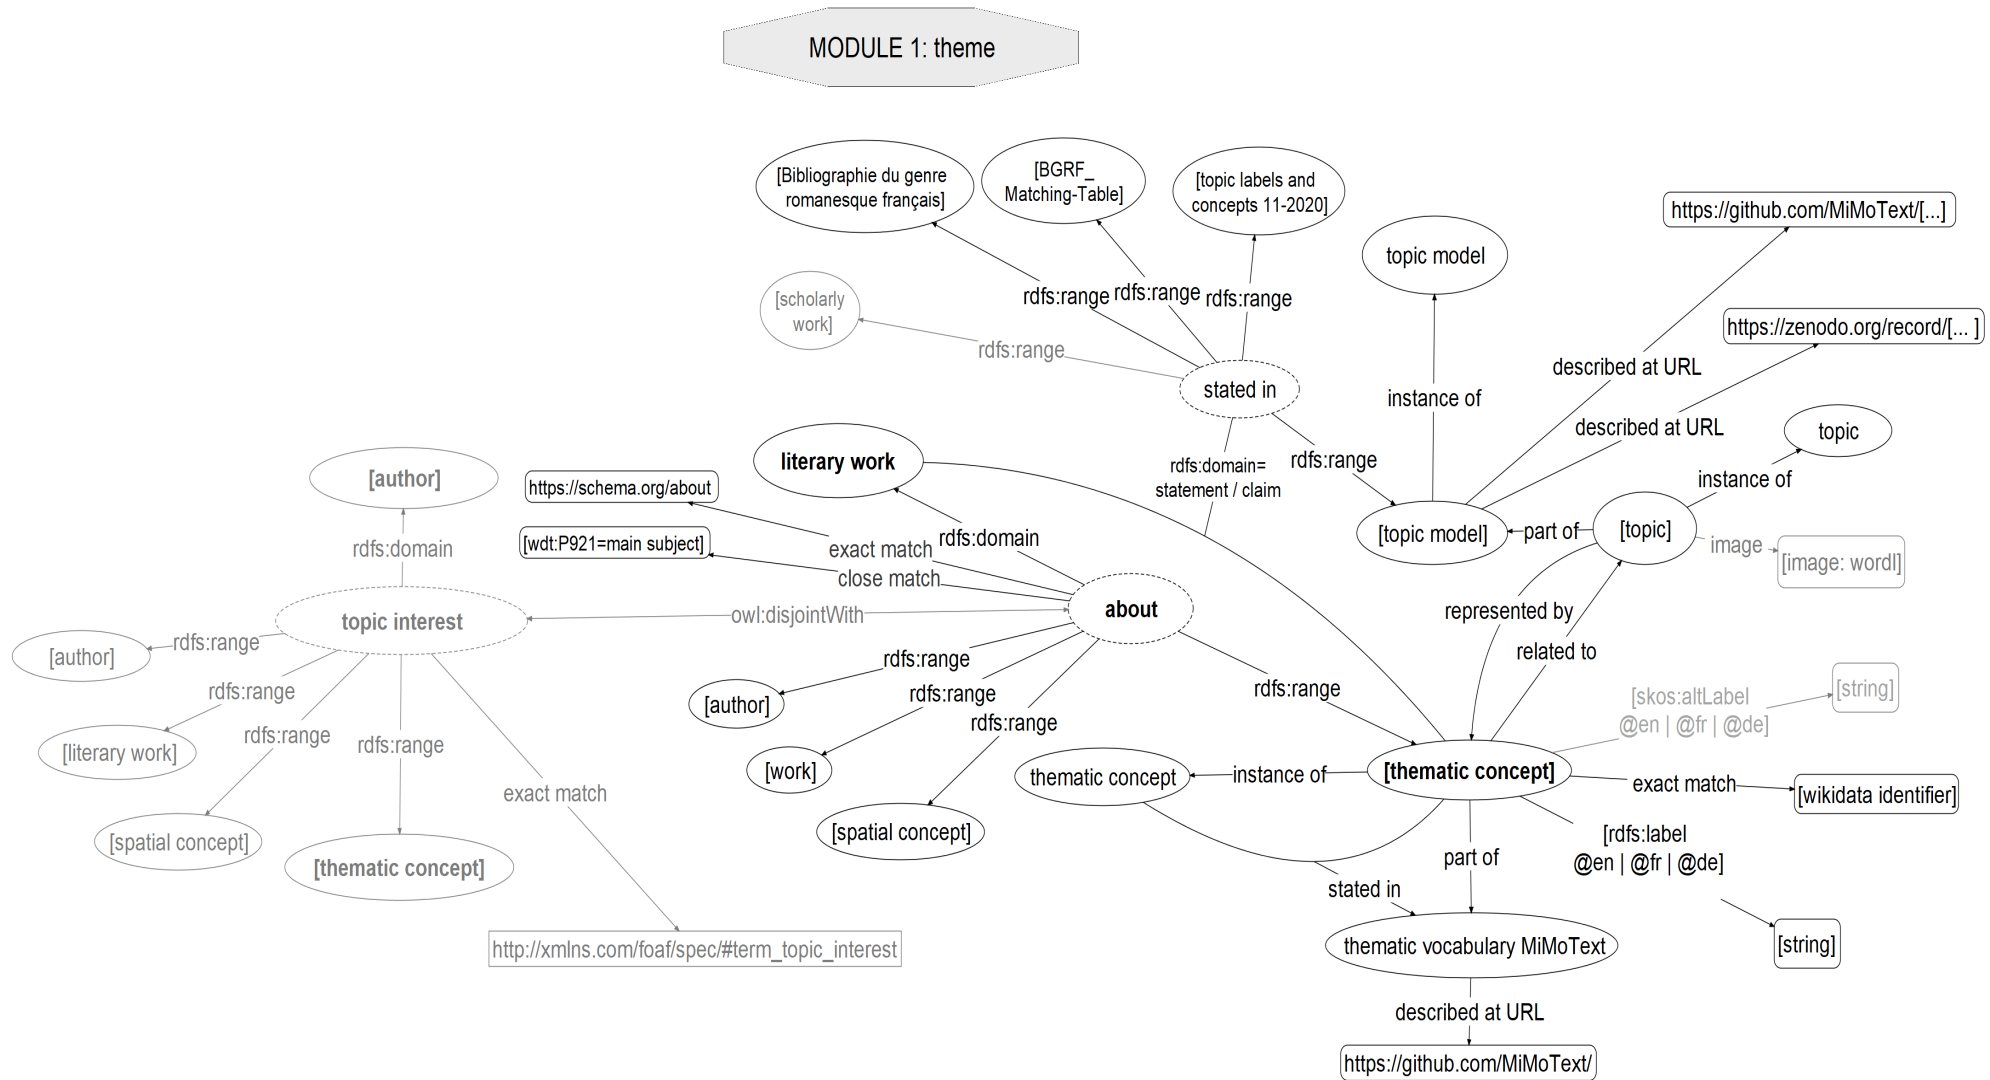 MODULE 1: theme
[Bibliographie du genre
romanesque français]
[BGRF_
Matching-Table]
[topic labels and
concepts 11-2020]
https://github.com/MiMoText/[...]
topic model
[scholarly
work]
rdfs:range
rdfs:range
rdfs:range
rdfs:range
https://zenodo.org/record/[... ]
described at URL
stated in
instance of
described at URL
topic
literary work
rdfs:range
rdfs:domain=
statement / claim
instance of
[author]
https://schema.org/about
[wdt:P921=main subject]
rdfs:domain
exact match
close match
rdfs:domain
[topic model]
part of
[topic]
image
[image: wordl]
topic interest
owl:disjointWith
about
represented by
related to
rdfs:range
[author]
rdfs:range
[literary work]
rdfs:range
[spatial concept]
rdfs:range
[thematic concept]
exact match
http://xmlns.com/foaf/spec/#term_topic_interest
rdfs:range
[author]
rdfs:range
[work]
rdfs:range
[spatial concept]
rdfs:range
[skos:altLabel
@en | @fr | @de]
[string]
thematic concept
instance of
[thematic concept]
exact match
[wikidata identifier]
[rdfs:label
@en | @fr | @de]
[string]
part of
stated in
thematic vocabulary MiMoText
described at URL
https://github.com/MiMoText/